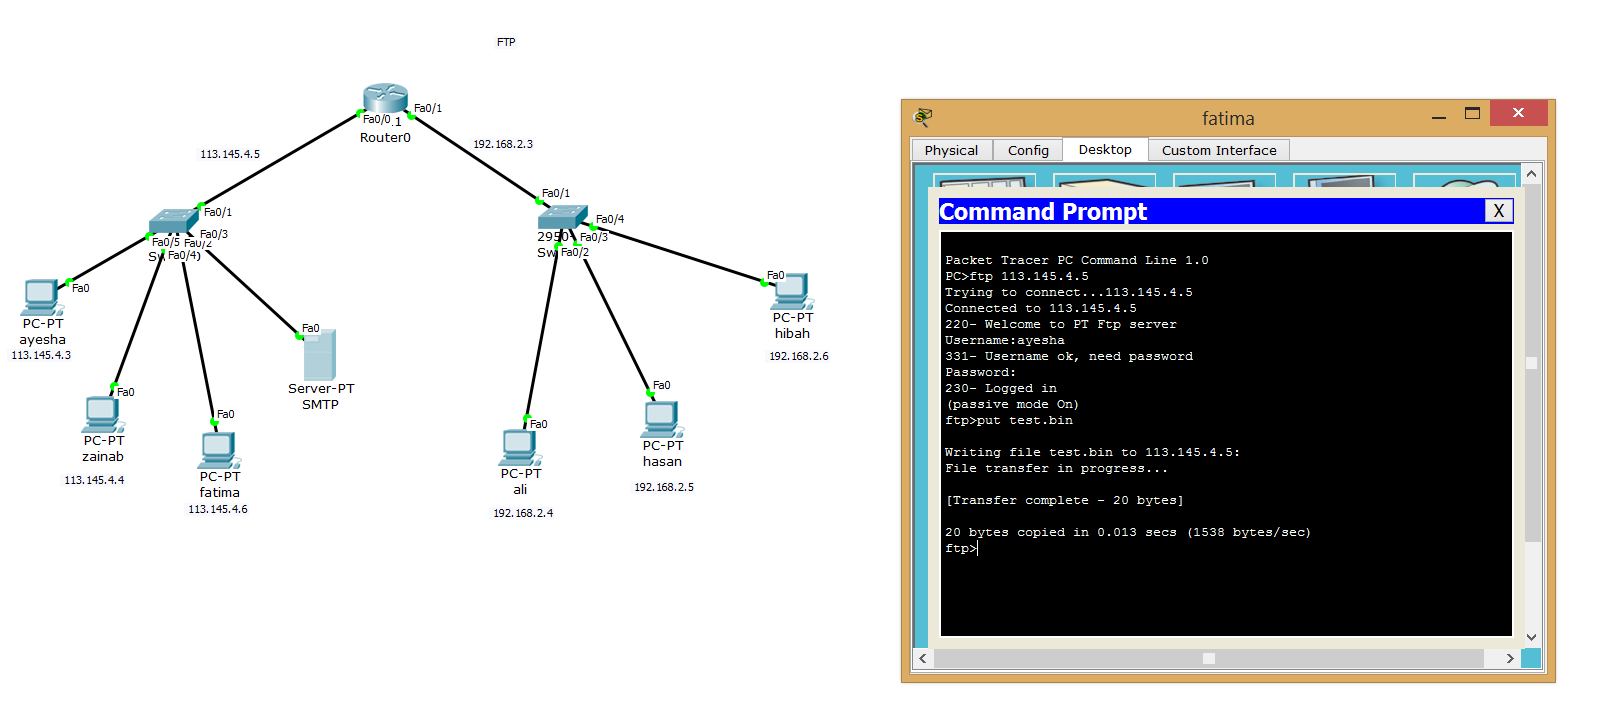 FTP
Fa0/1
Fa0/0
.1
Router0
113.145.4.5
192.168.2.3
Fa0/1
Fa0/1
Fa0/4
Fa0/3
Fa0/5
Fa0/2
Fa0/4
Fa0/3
2950
Sw
Fa0/2
Fa0
PC-PT
ayesha
113.145.4.3
Fa0
Server-PT
SMTP
Fa0
PC-PT
hibah
192.168.2.6
Fa0
PC-PT
zainab
113.145.4.4
Fa0
PC-PT
fatima
113.145.4.6
Fa0
PC-PT
ali
192.168.2.4
Fa0
PC-PT
hasan
192.168.2.5
fatima
Physical Config Desktop Custom Interface
Command Prompt X
Packet Tracer PC Command Line 1.0
PC>ftp 113.145.4.5
Trying to connect...113.145.4.5
Connected to 113.145.4.5
220- Welcome to PT Ftp server
Username:ayesha
331- Username ok, need password
Password:
230- Logged in
(passive mode On)
ftp>put test.bin
Writing file test.bin to 113.145.4.5:
File transfer in progress...
[Transfer complete - 20 bytes]
20 bytes copied in 0.013 secs (1538 bytes/sec)
ftp>